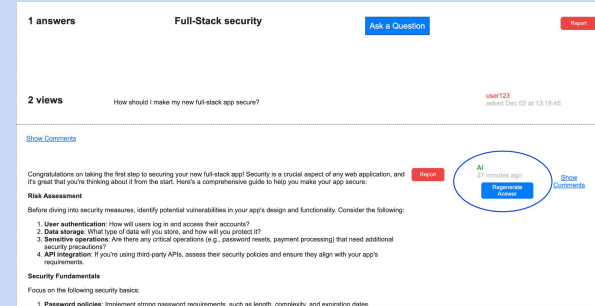 1 answers
Full-Stack security
Ask a Question
Report
2 views
How should I make my new full-stack app secure?
user123
asked Dec 02 at 13:18:45
Show Comments
Congratulations on taking the first step to securing your new full-stack app! Security is a crucial aspect of any web application, and
it's great that you're thinking about it from the start. Here's a comprehensive guide to help you make your app secure:
Report
AI
27 minutes ago
Regenerate
Answer
Show
Comments
Risk Assessment
Before diving into security measures, identify potential vulnerabilities in your app's design and functionality. Consider the following:
1. User authentication: How will users log in and access their accounts?
2. Data storage: What type of data will you store, and how will you protect it?
3. Sensitive operations: Are there any critical operations (e.g., password resets, payment processing) that need additional
security precautions?
4. API integration: If you're using third-party APIs, assess their security policies and ensure they align with your app's
requirements.
Security Fundamentals
Focus on the following security basics:
1. Password policies: Implement strong password requirements, such as length, complexity, and expiration dates.